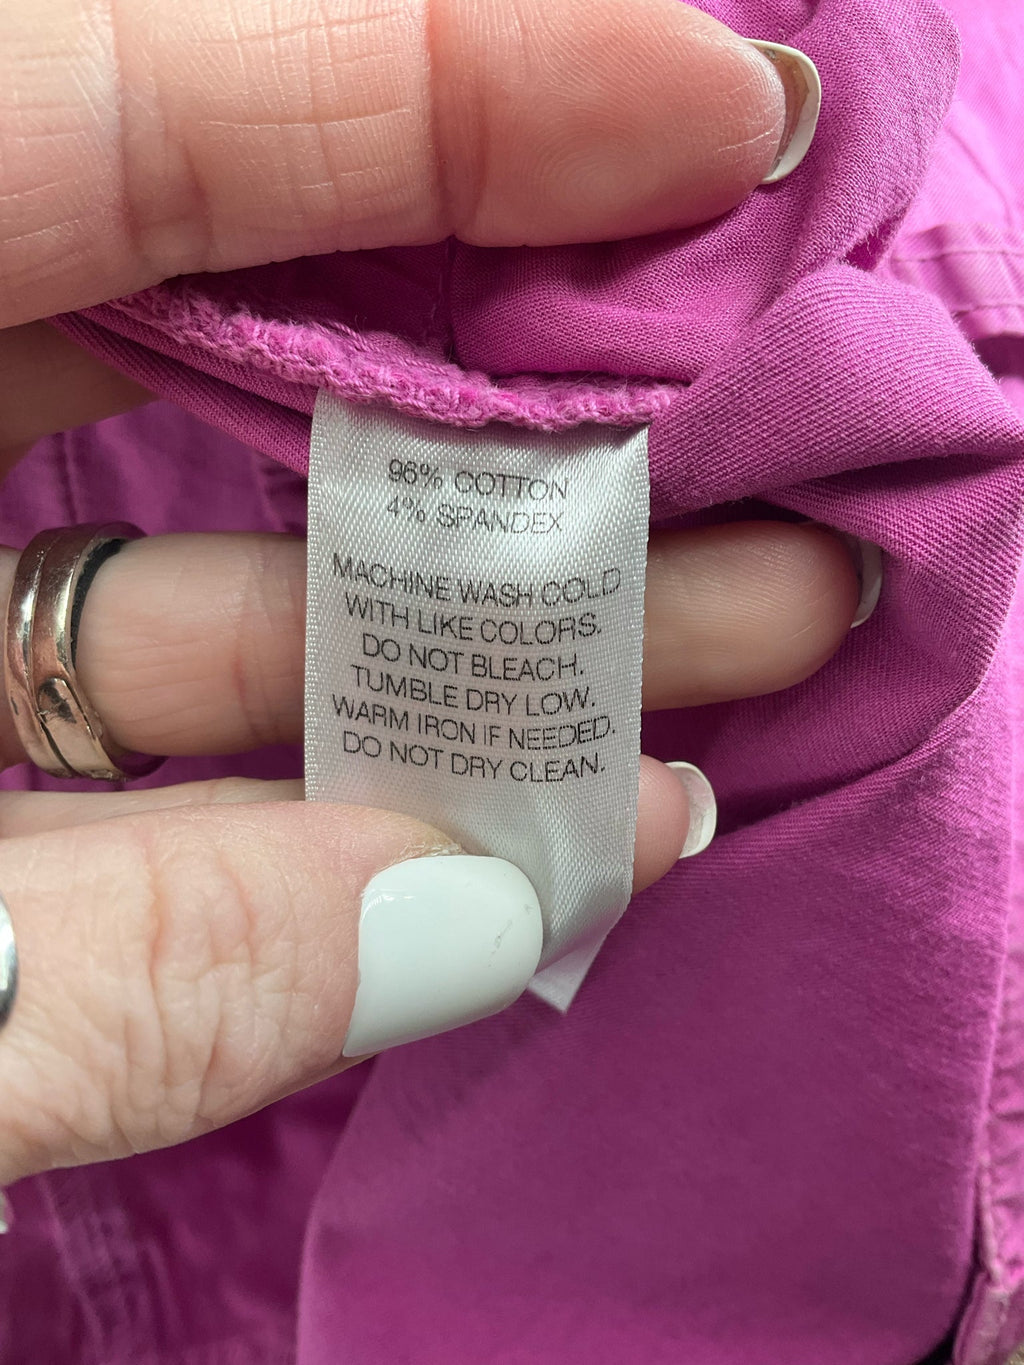 96% COTTON
4% SPANDEX
MACHINE WASH COLD
WITH LIKE COLORS.
DO NOT BLEACH.
TUMBLE DRY LOW.
WARM IRON IF NEEDED.
DO NOT DRY CLEAN.